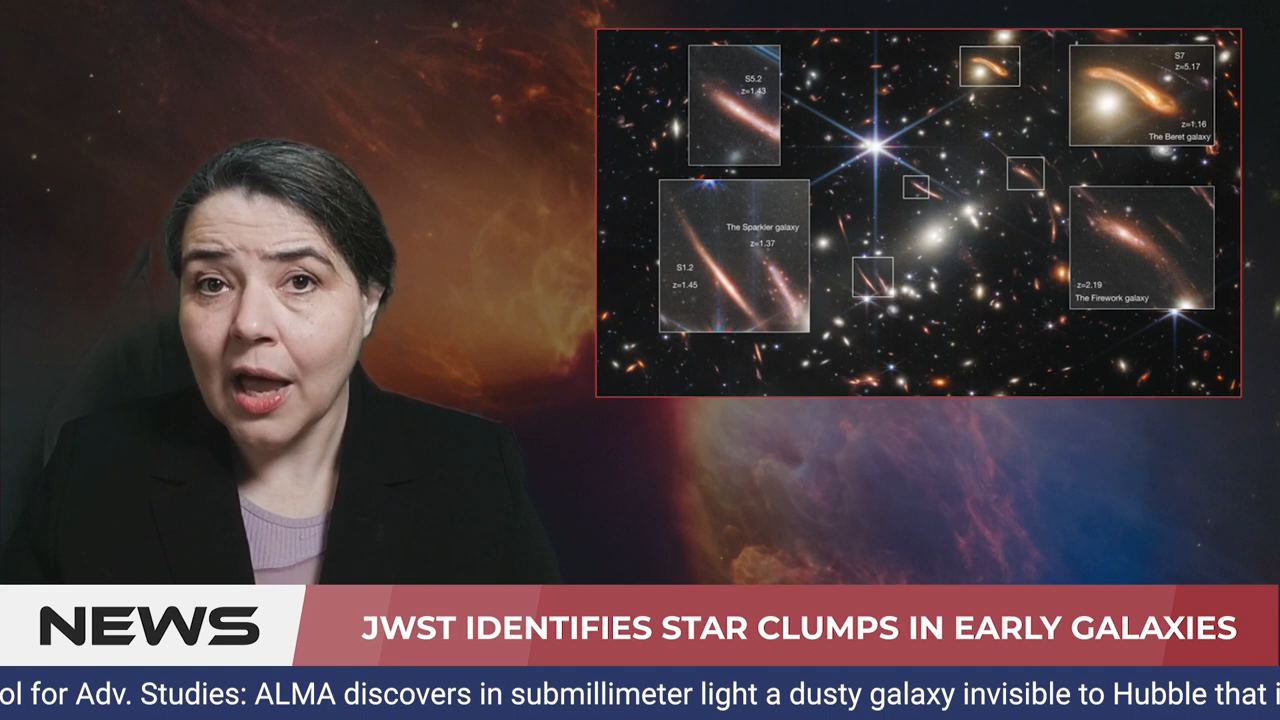 S5.2
z=1.43
S7
z=5.17
z=1.16
The Beret galaxy
The Sparkler galaxy
z=1.37
S1.2
z=1.45
z=2.19
The Firework galaxy
NEWS
JWST IDENTIFIES STAR CLUMPS IN EARLY GALAXIES
ol for Adv. Studies: ALMA discovers in submillimeter light a dusty galaxy invisible to Hubble that i